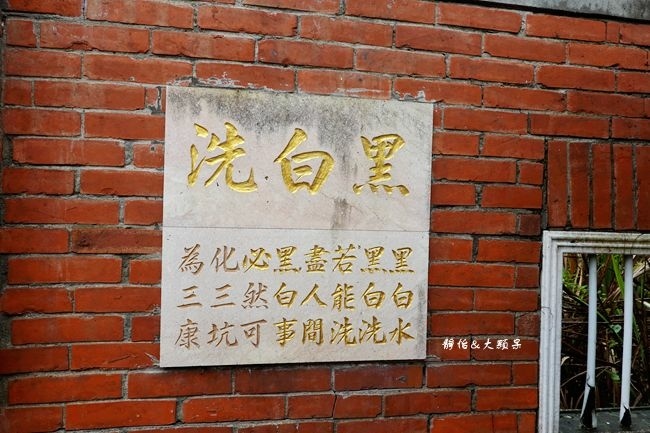 黑白洗
黑白水
黑白洗
若能洗
盡人間
黑白事
必然可
化三坑
為三康
靜怡&大顆呆